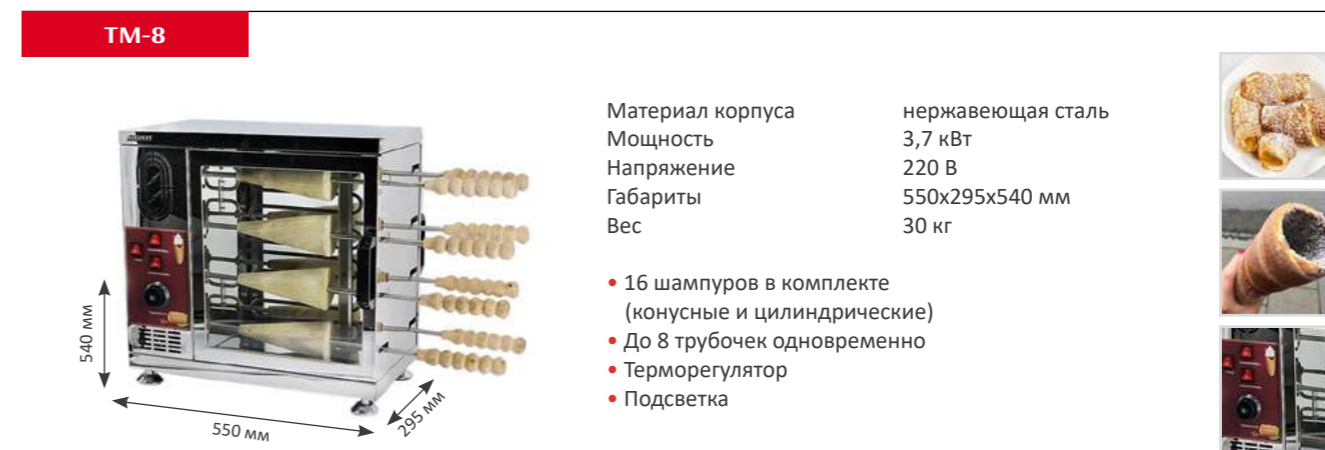 ТМ-8
Материал корпуса нержавеющая сталь
Мощность 3,7 кВт
Напряжение 220 В
Габариты 550х295х540 мм
Вес 30 кг
• 16 шампуров в комплекте
(конусные и цилиндрические)
• До 8 трубочек одновременно
• Терморегулятор
• Подсветка
540 мм
550 мм
295 мм